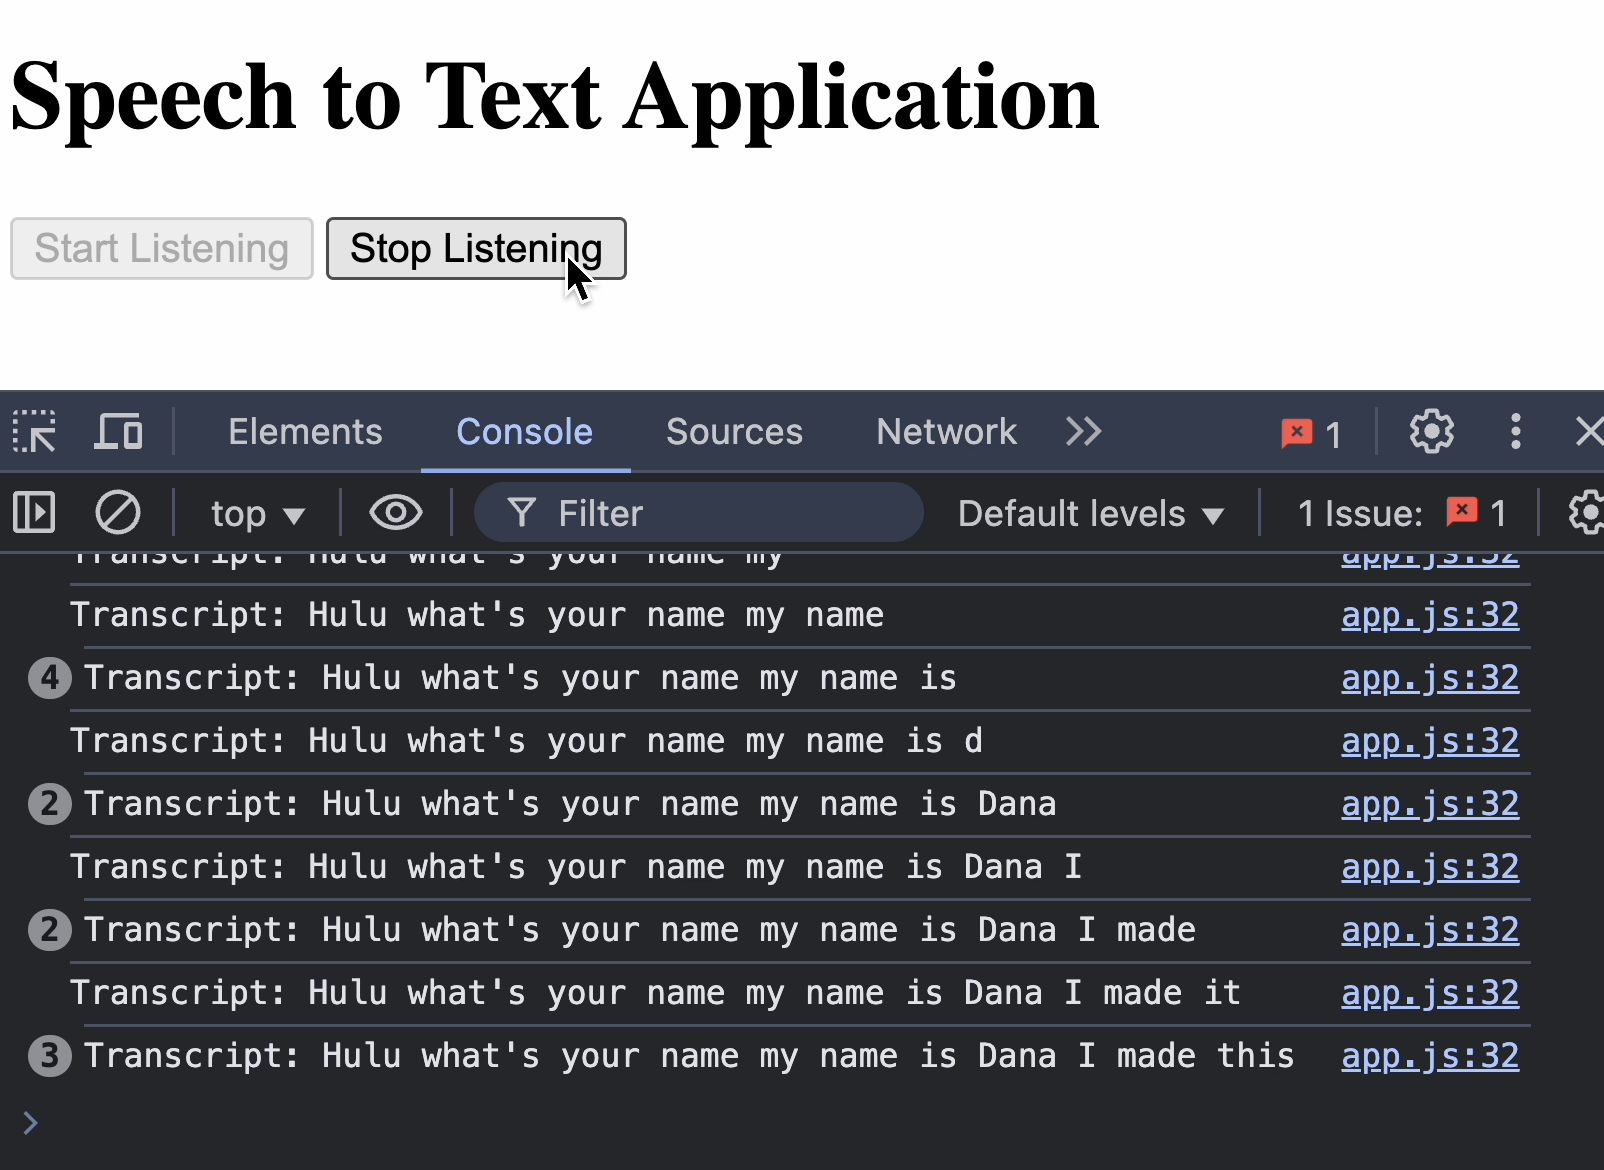 Speech to Text Application
Start Listening Stop Listening
Elements Console Sources Network 1
top Filter Default levels 1 Issue: 1
Transcript: Hulu what's your name my app.js:32
Transcript: Hulu what's your name my name app.js:32
4 Transcript: Hulu what's your name my name is app.js:32
Transcript: Hulu what's your name my name is d app.js:32
2 Transcript: Hulu what's your name my name is Dana app.js:32
Transcript: Hulu what's your name my name is Dana I app.js:32
2 Transcript: Hulu what's your name my name is Dana I made app.js:32
Transcript: Hulu what's your name my name is Dana I made it app.js:32
3 Transcript: Hulu what's your name my name is Dana I made this app.js:32